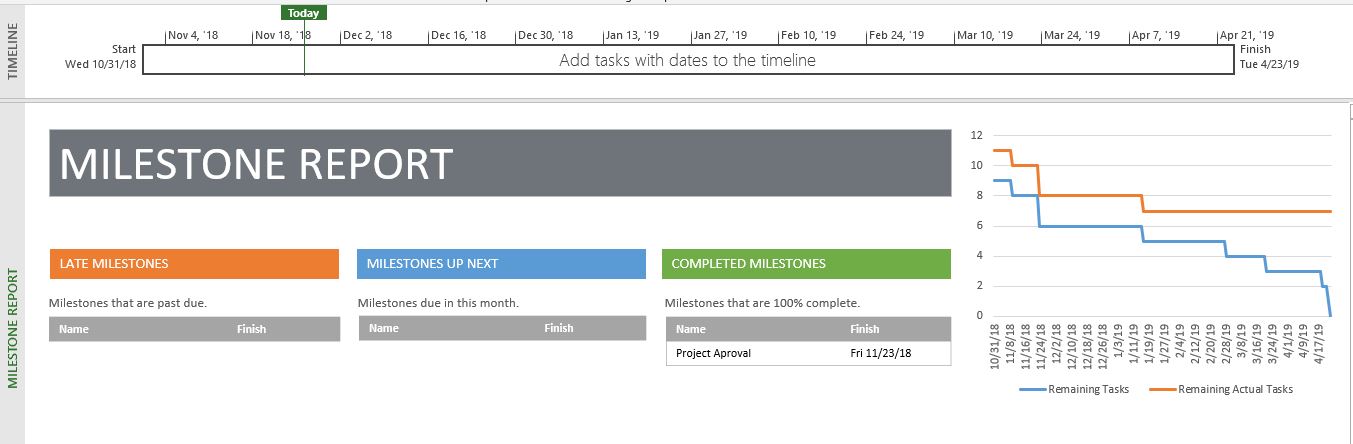 Today
TIMELINE
Nov 4, '18
Nov 18, '18
Dec 2, '18
Dec 16, '18
Dec 30, '18
Jan 13, '19
Jan 27, '19
Feb 10, '19
Feb 24, '19
Mar 10, '19
Mar 24, '19
Apr 7, '19
Apr 21, '19
Start
Wed 10/31/18
Add tasks with dates to the timeline
Finish
Tue 4/23/19
MILESTONE REPORT
MILESTONE REPORT
LATE MILESTONES
Milestones that are past due.
Name Finish
MILESTONES UP NEXT
Milestones due in this month.
Name Finish
COMPLETED MILESTONES
Milestones that are 100% complete.
Name Finish
Project Aproval Fri 11/23/18
12
10
8
6
4
2
0
10/31/18
11/8/18
11/16/18
11/24/18
12/2/18
12/10/18
12/18/18
12/26/18
1/3/19
1/11/19
1/19/19
1/27/19
2/4/19
2/12/19
2/20/19
2/28/19
3/8/19
3/16/19
3/24/19
4/1/19
4/9/19
4/17/19
Remaining Tasks
Remaining Actual Tasks